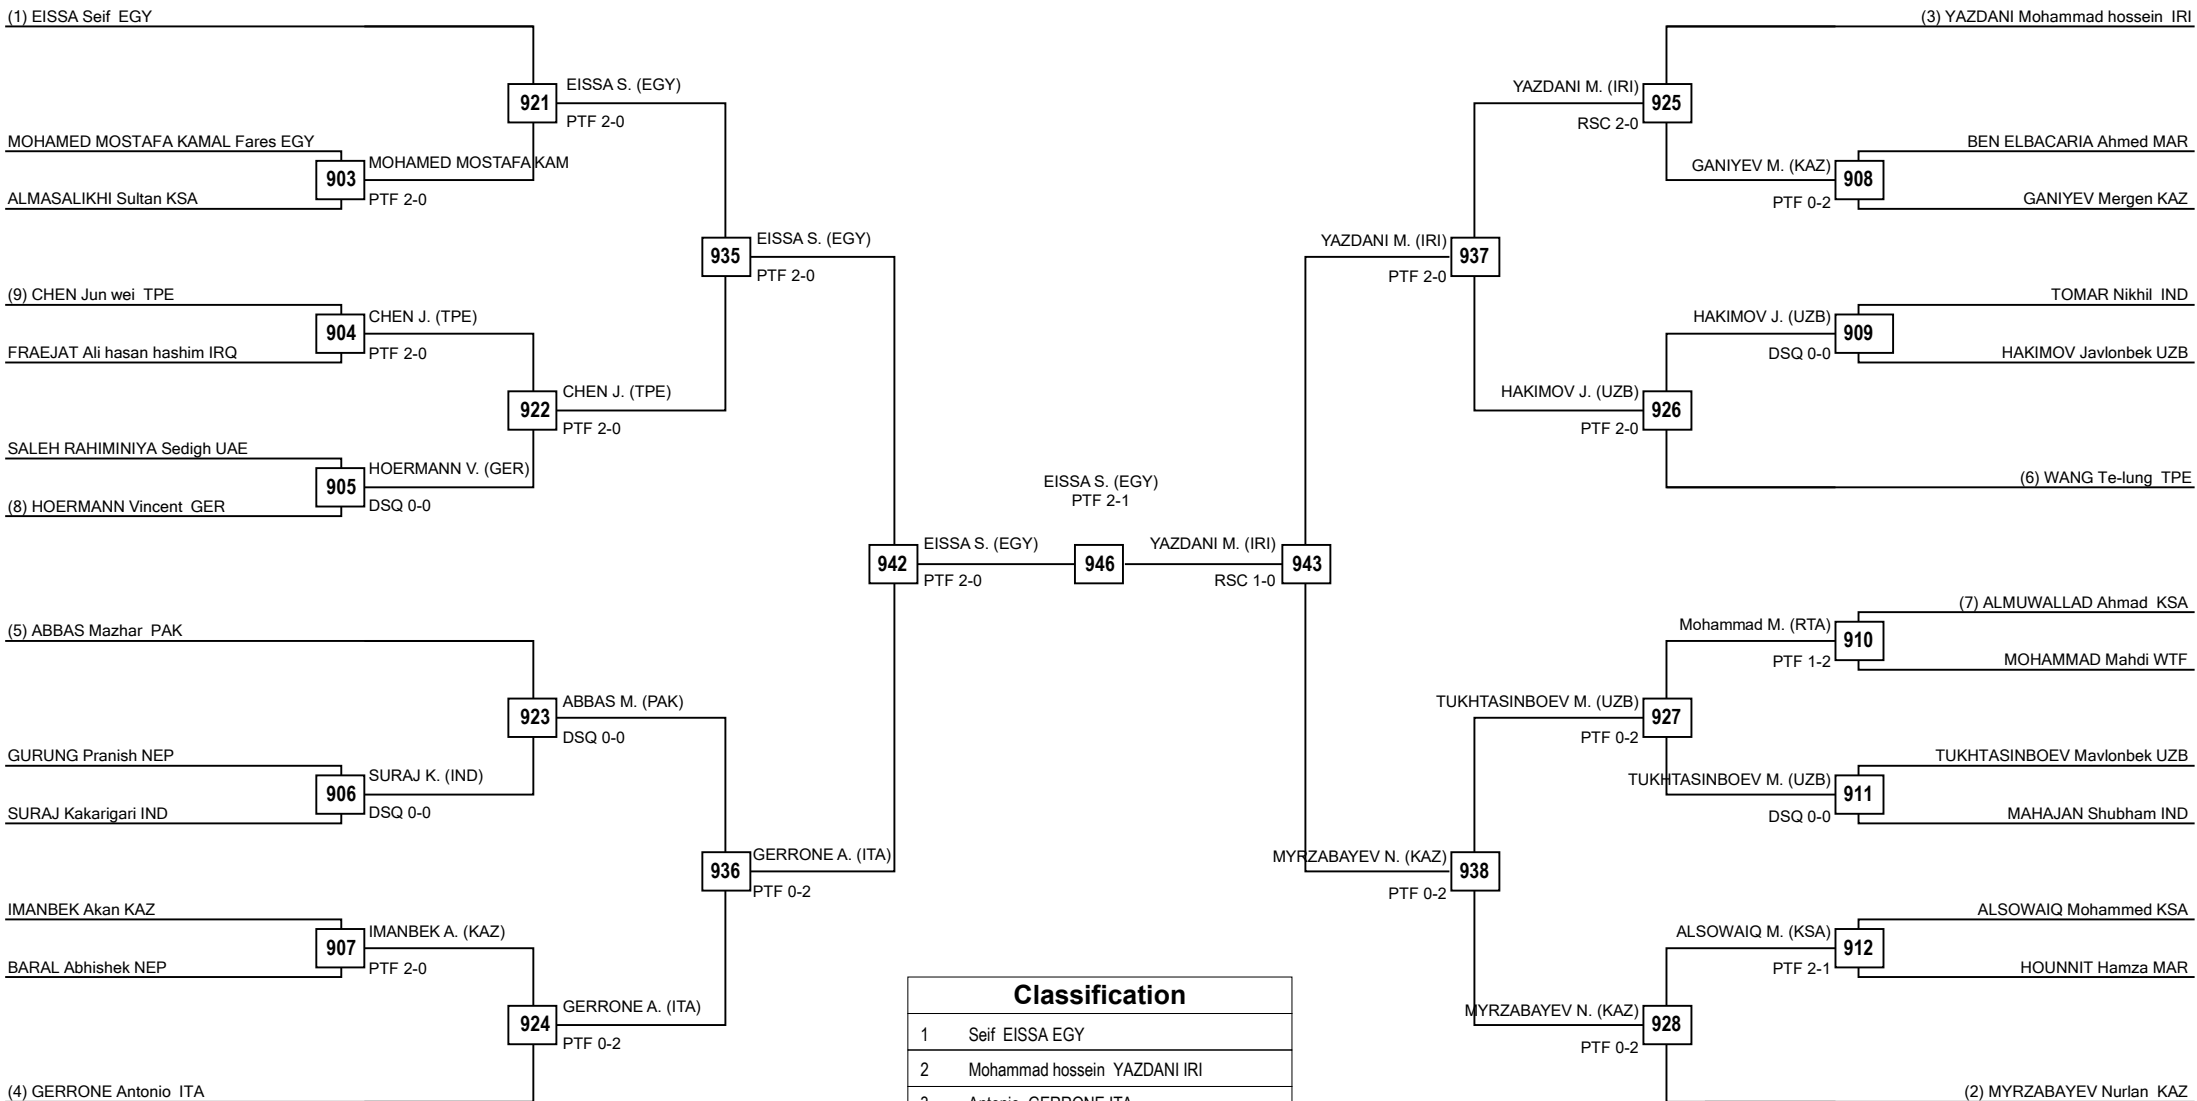 (1) EISSA Seif EGY
921
EISSA S. (EGY)
PTF 2-0
MOHAMED MOSTAFA KAMAL Fares EGY
903
MOHAMED MOSTAFA KAM
PTF 2-0
ALMASALIKHI Sultan KSA
935
EISSA S. (EGY)
PTF 2-0
(9) CHEN Jun wei TPE
904
CHEN J. (TPE)
PTF 2-0
FRAEJAT Ali hasan hashim IRQ
922
CHEN J. (TPE)
PTF 2-0
SALEH RAHIMINIYA Sedigh UAE
905
HOERMANN V. (GER)
DSQ 0-0
(8) HOERMANN Vincent GER
942
EISSA S. (EGY)
PTF 2-0
(5) ABBAS Mazhar PAK
923
ABBAS M. (PAK)
DSQ 0-0
GURUNG Pranish NEP
906
SURAJ K. (IND)
DSQ 0-0
SURAJ Kakarigari IND
936
GERRONE A. (ITA)
PTF 0-2
IMANBEK Akan KAZ
907
IMANBEK A. (KAZ)
PTF 2-0
BARAL Abhishek NEP
924
GERRONE A. (ITA)
PTF 0-2
(4) GERRONE Antonio ITA
EISSA S. (EGY)
PTF 2-1
946
(3) YAZDANI Mohammad hossein IRI
YAZDANI M. (IRI)
925
RSC 2-0
BEN ELBACARIA Ahmed MAR
GANIYEV M. (KAZ)
908
PTF 0-2
GANIYEV Mergen KAZ
YAZDANI M. (IRI)
937
PTF 2-0
TOMAR Nikhil IND
HAKIMOV J. (UZB)
909
DSQ 0-0
HAKIMOV Javlonbek UZB
HAKIMOV J. (UZB)
926
PTF 2-0
(6) WANG Te-lung TPE
YAZDANI M. (IRI)
943
RSC 1-0
(7) ALMUWALLAD Ahmad KSA
Mohammad M. (RTA)
910
PTF 1-2
MOHAMMAD Mahdi WTF
TUKHTASINBOEV M. (UZB)
927
PTF 0-2
TUKHTASINBOEV Mavlonbek UZB
TUKHTASINBOEV M. (UZB)
911
DSQ 0-0
MAHAJAN Shubham IND
MYRZABAYEV N. (KAZ)
938
PTF 0-2
ALSOWAIQ Mohammed KSA
ALSOWAIQ M. (KSA)
912
PTF 2-1
HOUNNIT Hamza MAR
MYRZABAYEV N. (KAZ)
928
PTF 0-2
(2) MYRZABAYEV Nurlan KAZ
Classification
1 Seif EISSA EGY
2 Mohammad hossein YAZDANI IRI
3 Antonio GERRONE ITA